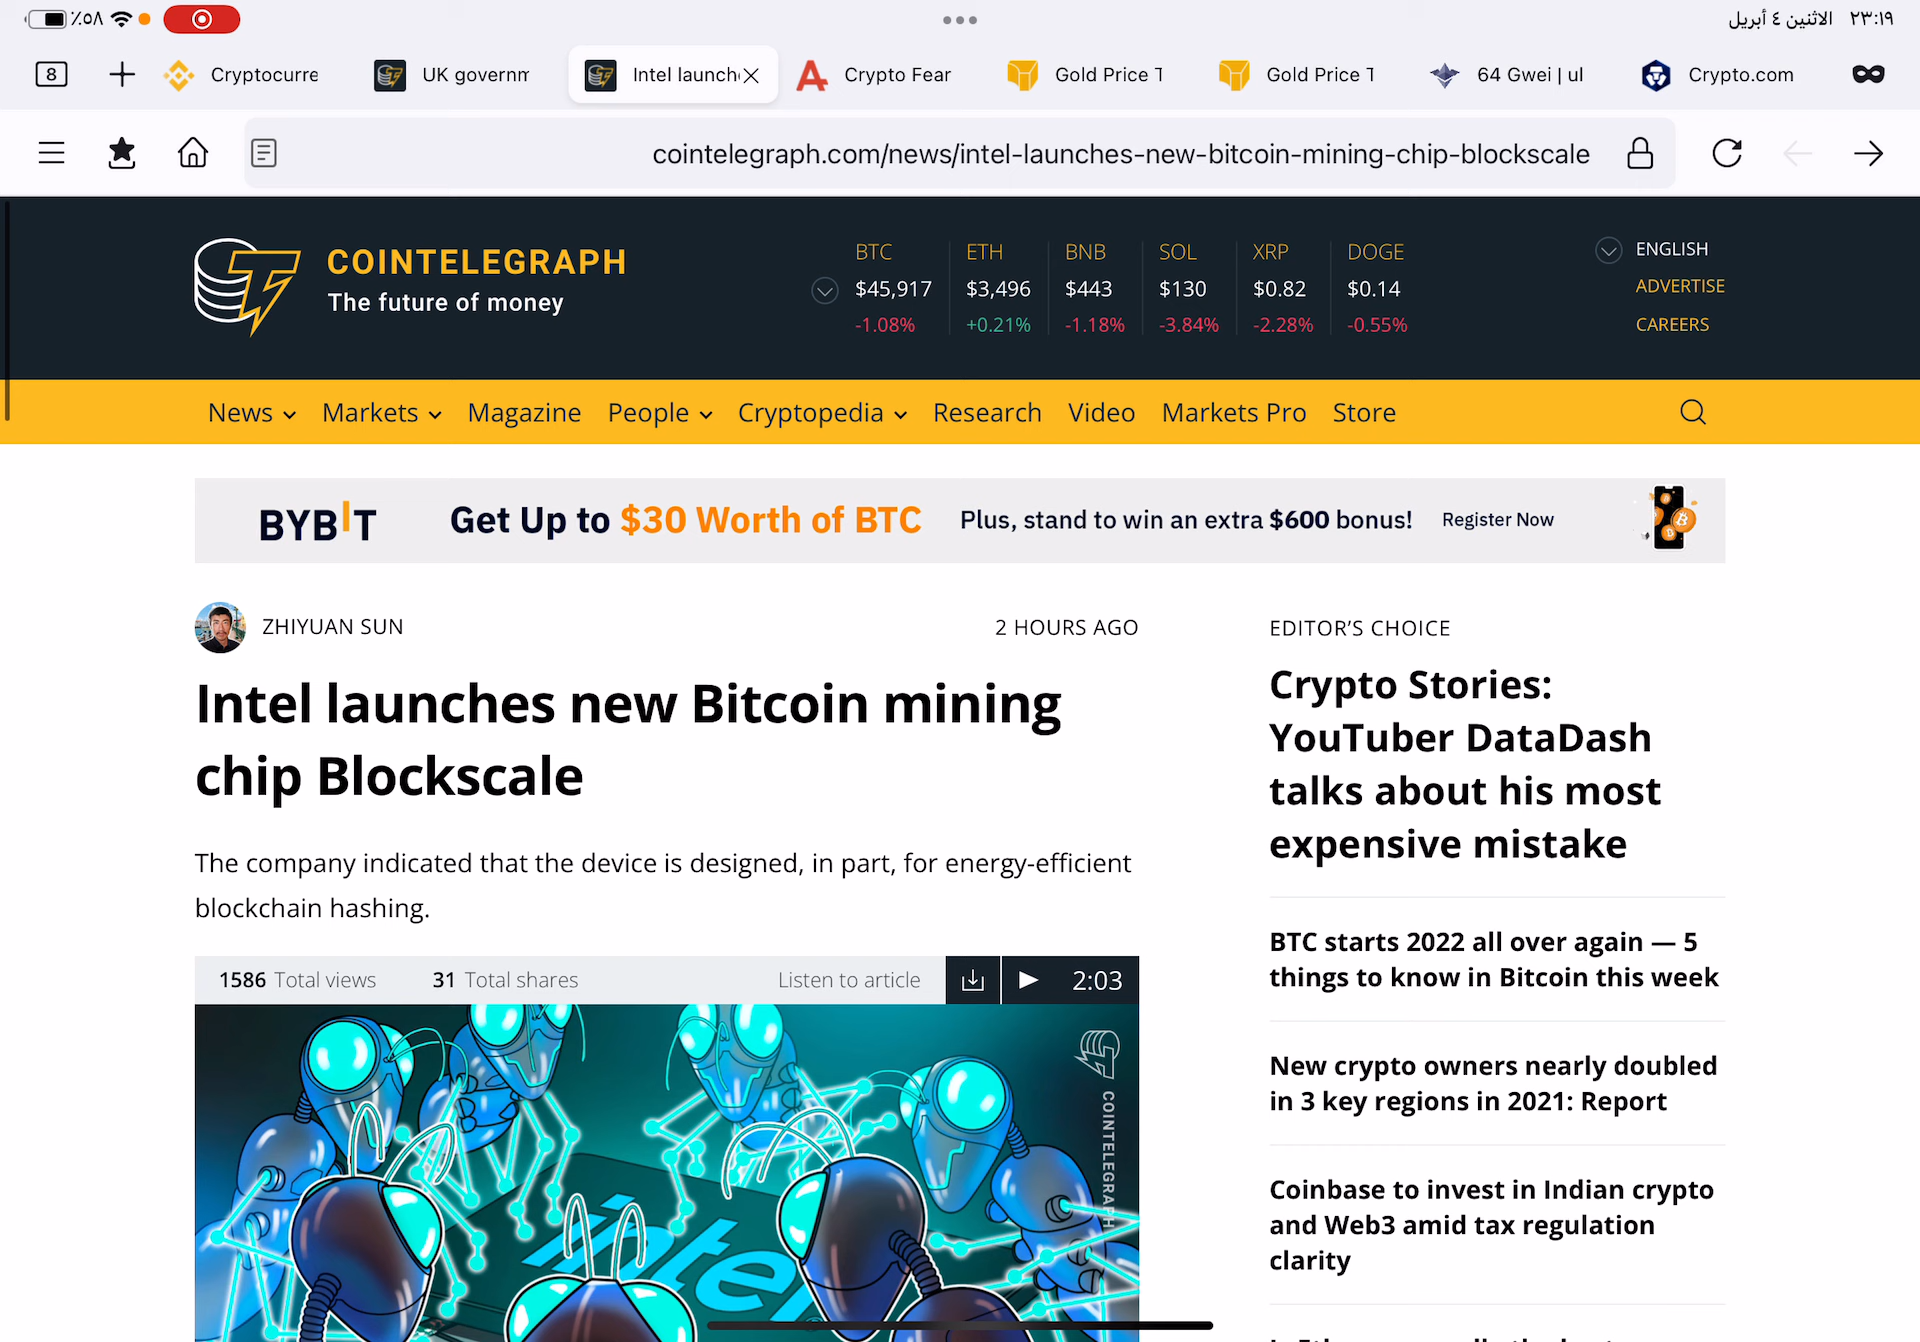 ٪٥٨
الاثنين ٤ أبريل ٢٣:١٩
8
Cryptocurre
UK governm
Intel launch
Crypto Fear
Gold Price T
Gold Price T
64 Gwei | ul
Crypto.com
cointelegraph.com/news/intel-launches-new-bitcoin-mining-chip-blockscale
COINTELEGRAPH
The future of money
BTC ETH BNB SOL XRP DOGE
$45,917 $3,496 $443 $130 $0.82 $0.14
-1.08% +0.21% -1.18% -3.84% -2.28% -0.55%
ENGLISH
ADVERTISE
CAREERS
News Markets Magazine People Cryptopedia Research Video Markets Pro Store
BYBIT Get Up to $30 Worth of BTC Plus, stand to win an extra $600 bonus! Register Now
ZHIYUAN SUN
2 HOURS AGO
Intel launches new Bitcoin mining
chip Blockscale
The company indicated that the device is designed, in part, for energy-efficient
blockchain hashing.
1586 Total views 31 Total shares Listen to article 2:03
COINTELEGRAPH
intel
EDITOR’S CHOICE
Crypto Stories:
YouTuber DataDash
talks about his most
expensive mistake
BTC starts 2022 all over again — 5
things to know in Bitcoin this week
New crypto owners nearly doubled
in 3 key regions in 2021: Report
Coinbase to invest in Indian crypto
and Web3 amid tax regulation
clarity